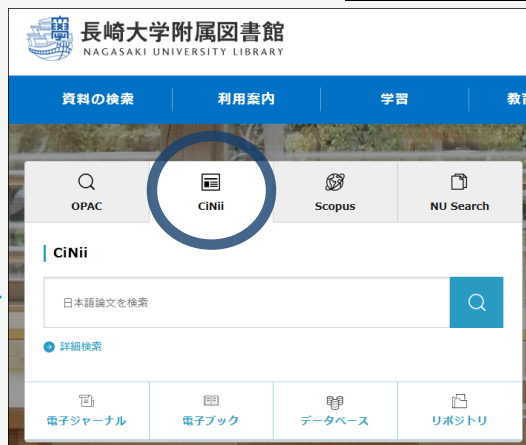 長崎大学附属図書館
NAGASAKI UNIVERSITY LIBRARY
資料の検索 利用案内 学習 教
OPAC CiNii Scopus NU Search
CiNii
日本語論文を検索
詳細検索
電子ジャーナル 電子ブック データベース リポジトリ